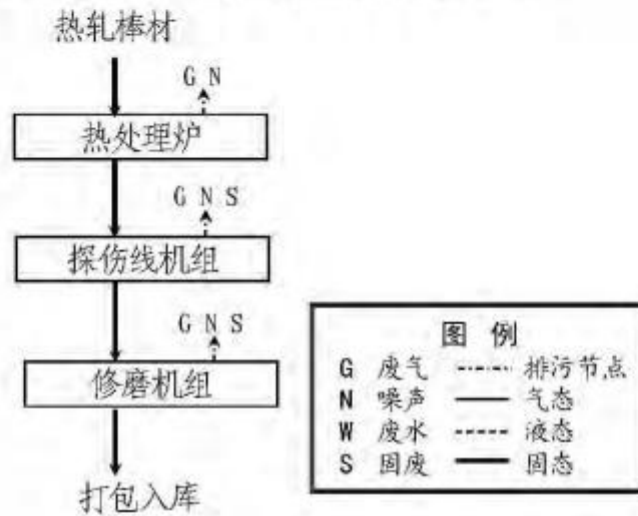 热轧棒材
G N
热处理炉
G N S
探伤线机组
G N S
修磨机组
打包入库
图 例
G 废气 排污节点
N 噪声 气态
W 废水 液态
S 固废 固态